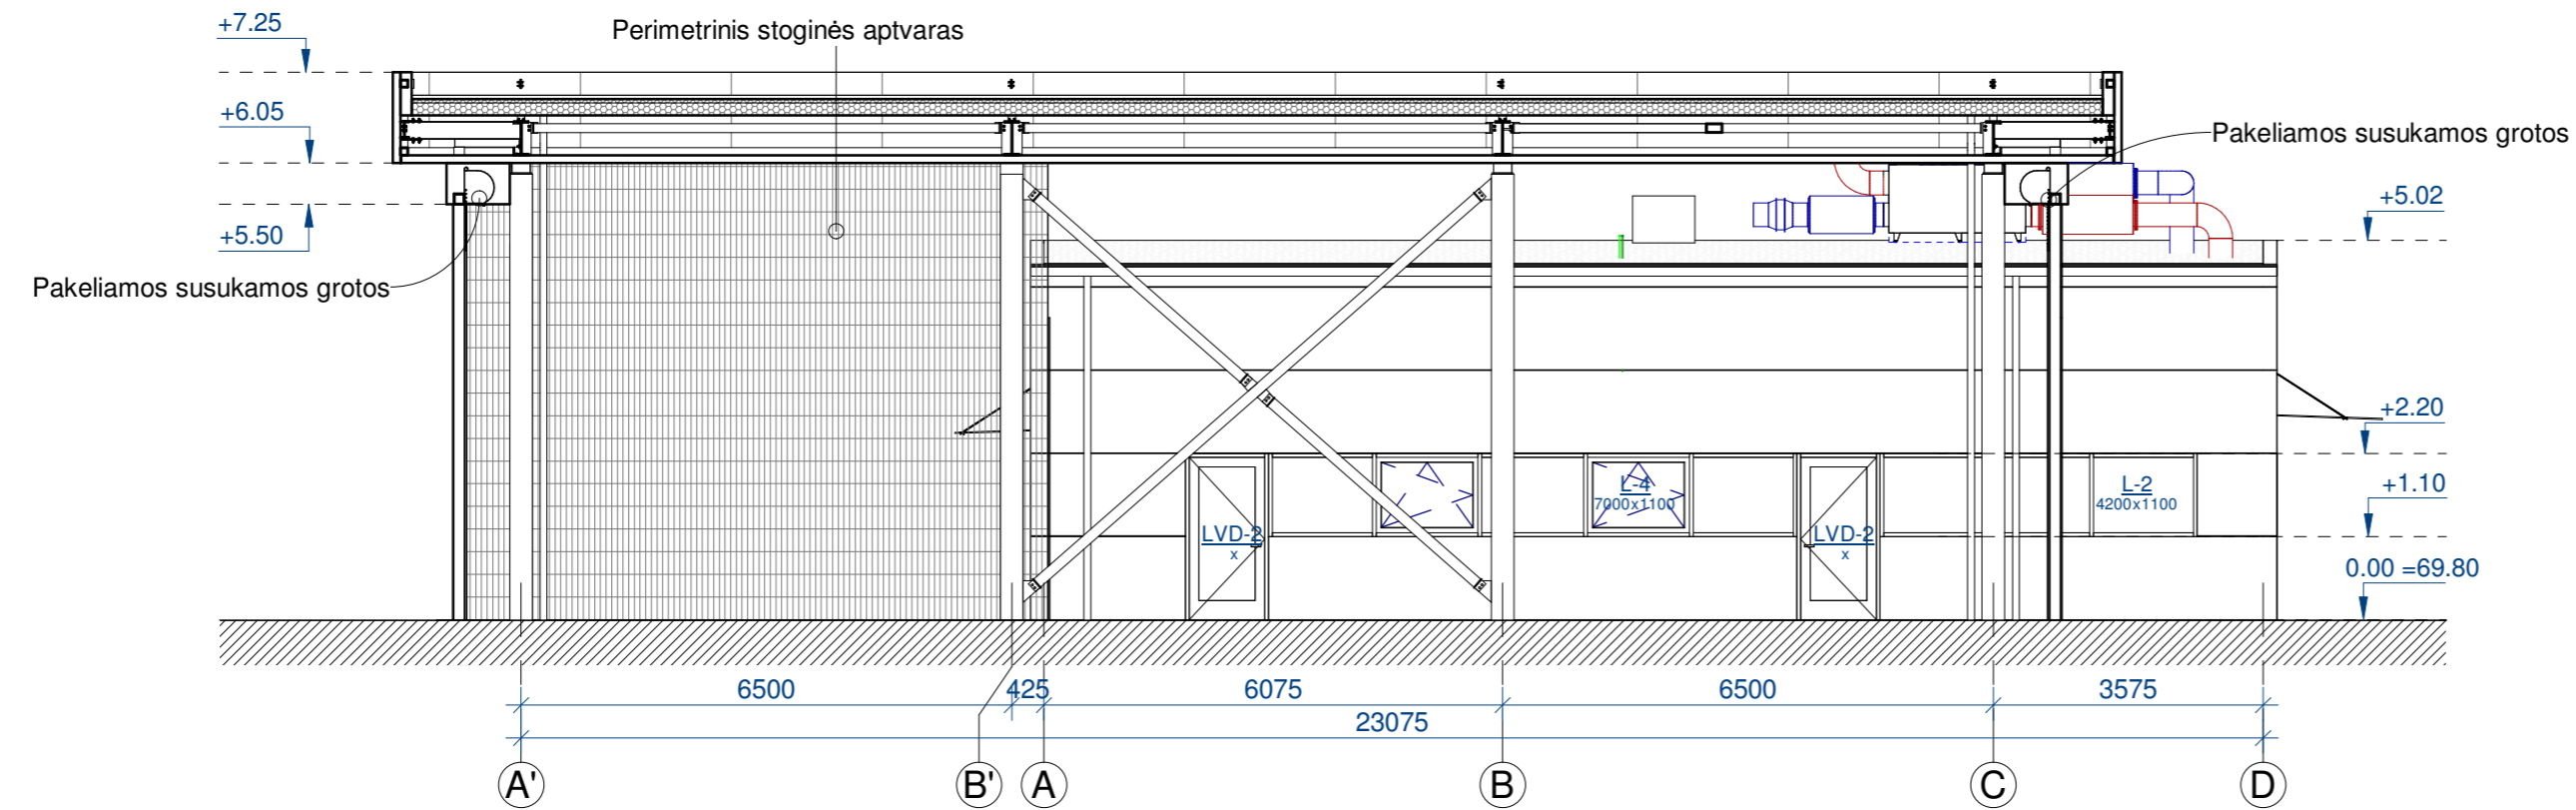 +7.25
Perimetrinis stoginės aptvaras
+6.05
Pakeliamos susukamos grotos
+5.02
+5.50
Pakeliamos susukamos grotos
+2.20
L-4
7000x1100
L-2
4200x1100
+1.10
LVD-2
x
LVD-2
x
0.00 =69.80
6500
425
6075
6500
3575
23075
A'
B'
A
B
C
D